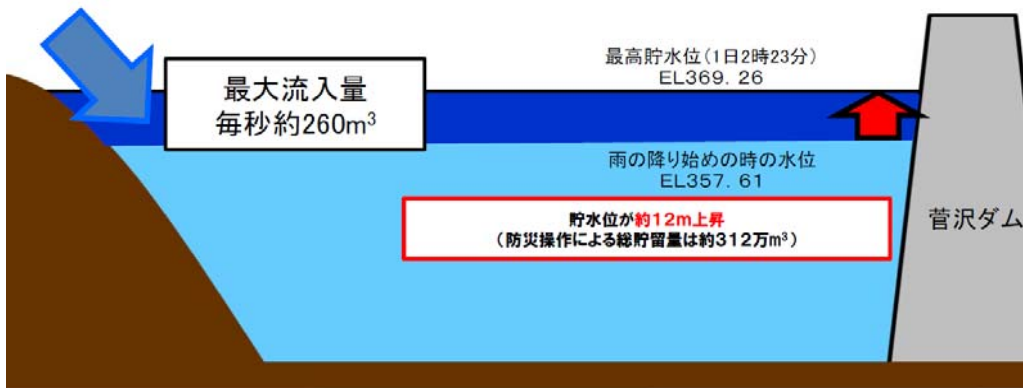 最高貯水位(1日2時23分)
EL369. 26
最大流入量
毎秒約260m³
雨の降り始めの時の水位
EL357. 61
貯水位が約12m上昇
(防災操作による総貯留量は約312万m³)
菅沢ダム